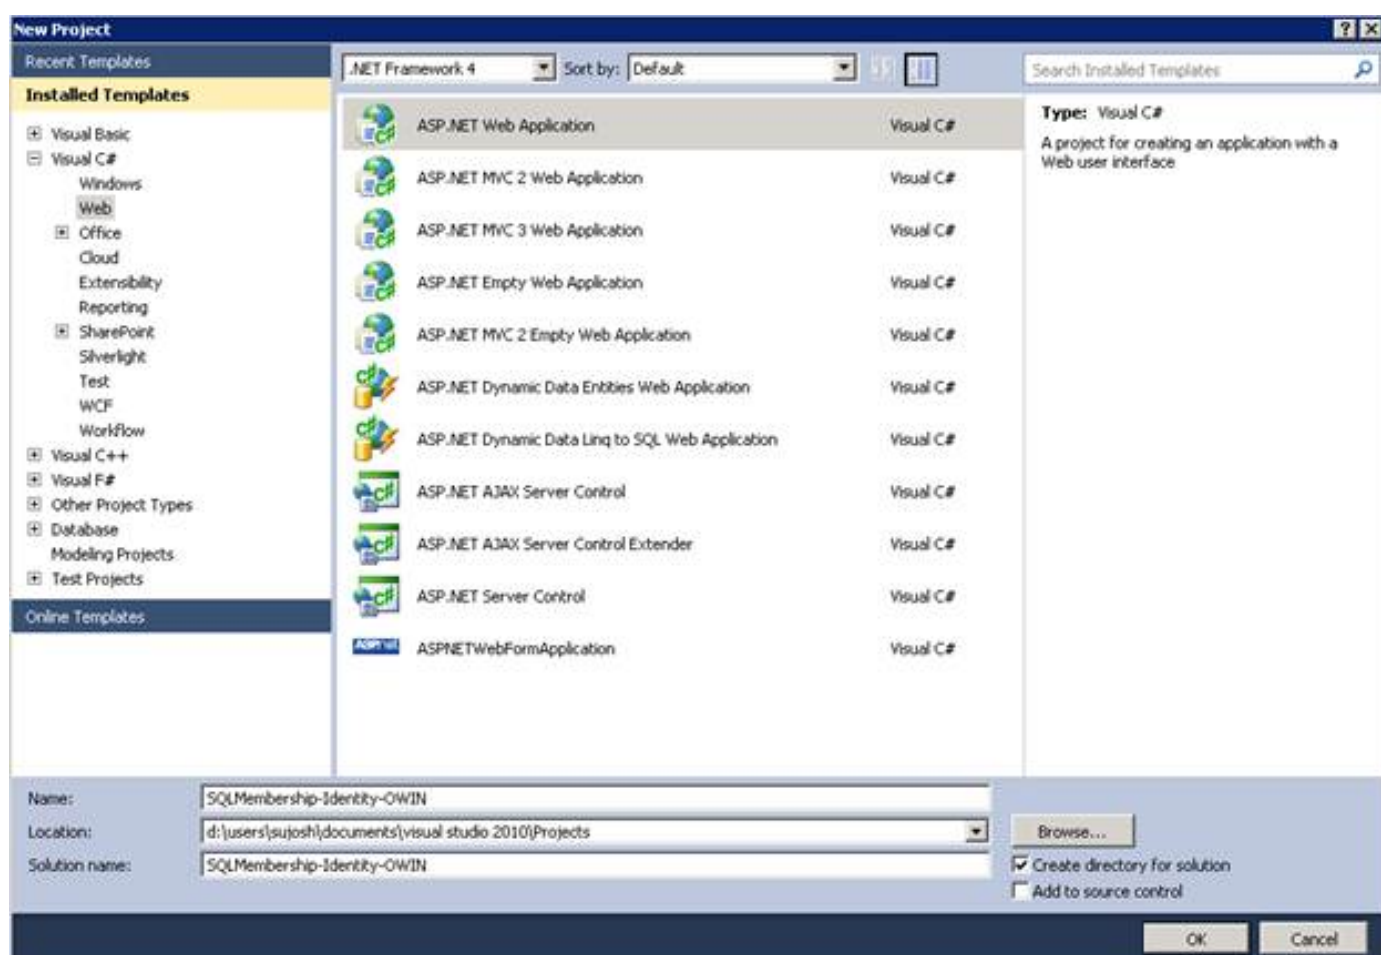 New Project
Recent Templates
.NET Framework 4
Sort by: Default
Search Installed Templates
Installed Templates
Visual Basic
Visual C#
Windows
Web
Office
Cloud
Extensibility
Reporting
SharePoint
Silverlight
Test
WCF
Workflow
Visual C++
Visual F#
Other Project Types
Database
Modeling Projects
Test Projects
Online Templates
ASP.NET Web Application Visual C#
ASP.NET MVC 2 Web Application Visual C#
ASP.NET MVC 3 Web Application Visual C#
ASP.NET Empty Web Application Visual C#
ASP.NET MVC 2 Empty Web Application Visual C#
ASP.NET Dynamic Data Entities Web Application Visual C#
ASP.NET Dynamic Data Linq to SQL Web Application Visual C#
ASP.NET AJAX Server Control Visual C#
ASP.NET AJAX Server Control Extender Visual C#
ASP.NET Server Control Visual C#
ASPNETWebFormApplication Visual C#
Type: Visual C#
A project for creating an application with a
Web user interface
Name: SQLMembership-Identity-OWIN
Location: d:\users\sujosh\documents\visual studio 2010\Projects
Browse...
Solution name: SQLMembership-Identity-OWIN
Create directory for solution
Add to source control
OK Cancel